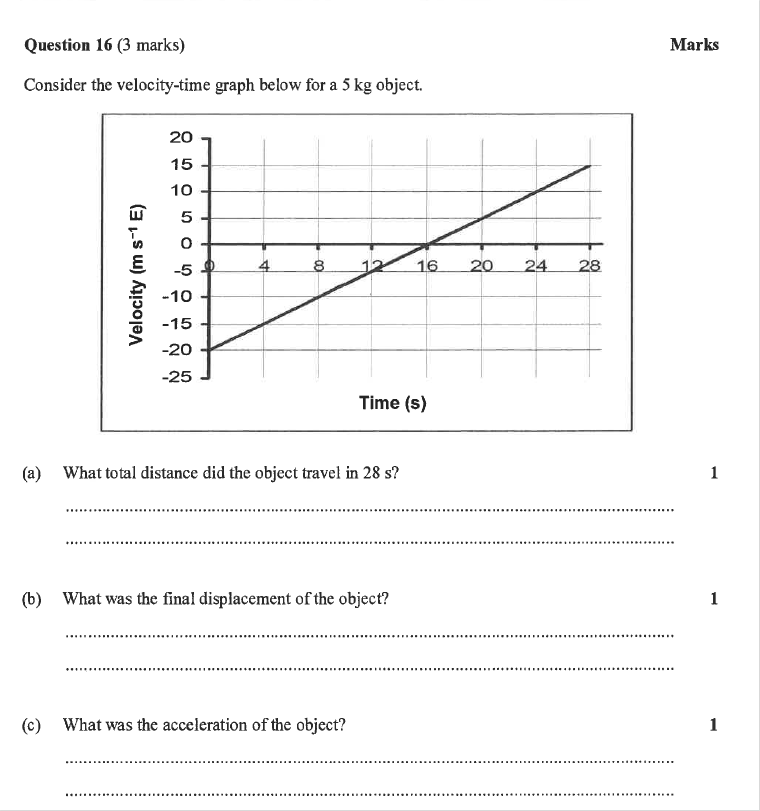 Question 16 (3 marks) Marks
Consider the velocity-time graph below for a 5 kg object.
20
15
10
5
0
-5
-10
-15
-20
-25
0 4 8 12 16 20 24 28
Velocity (m s⁻¹ E)
Time (s)
(a) What total distance did the object travel in 28 s? 1
(b) What was the final displacement of the object? 1
(c) What was the acceleration of the object? 1